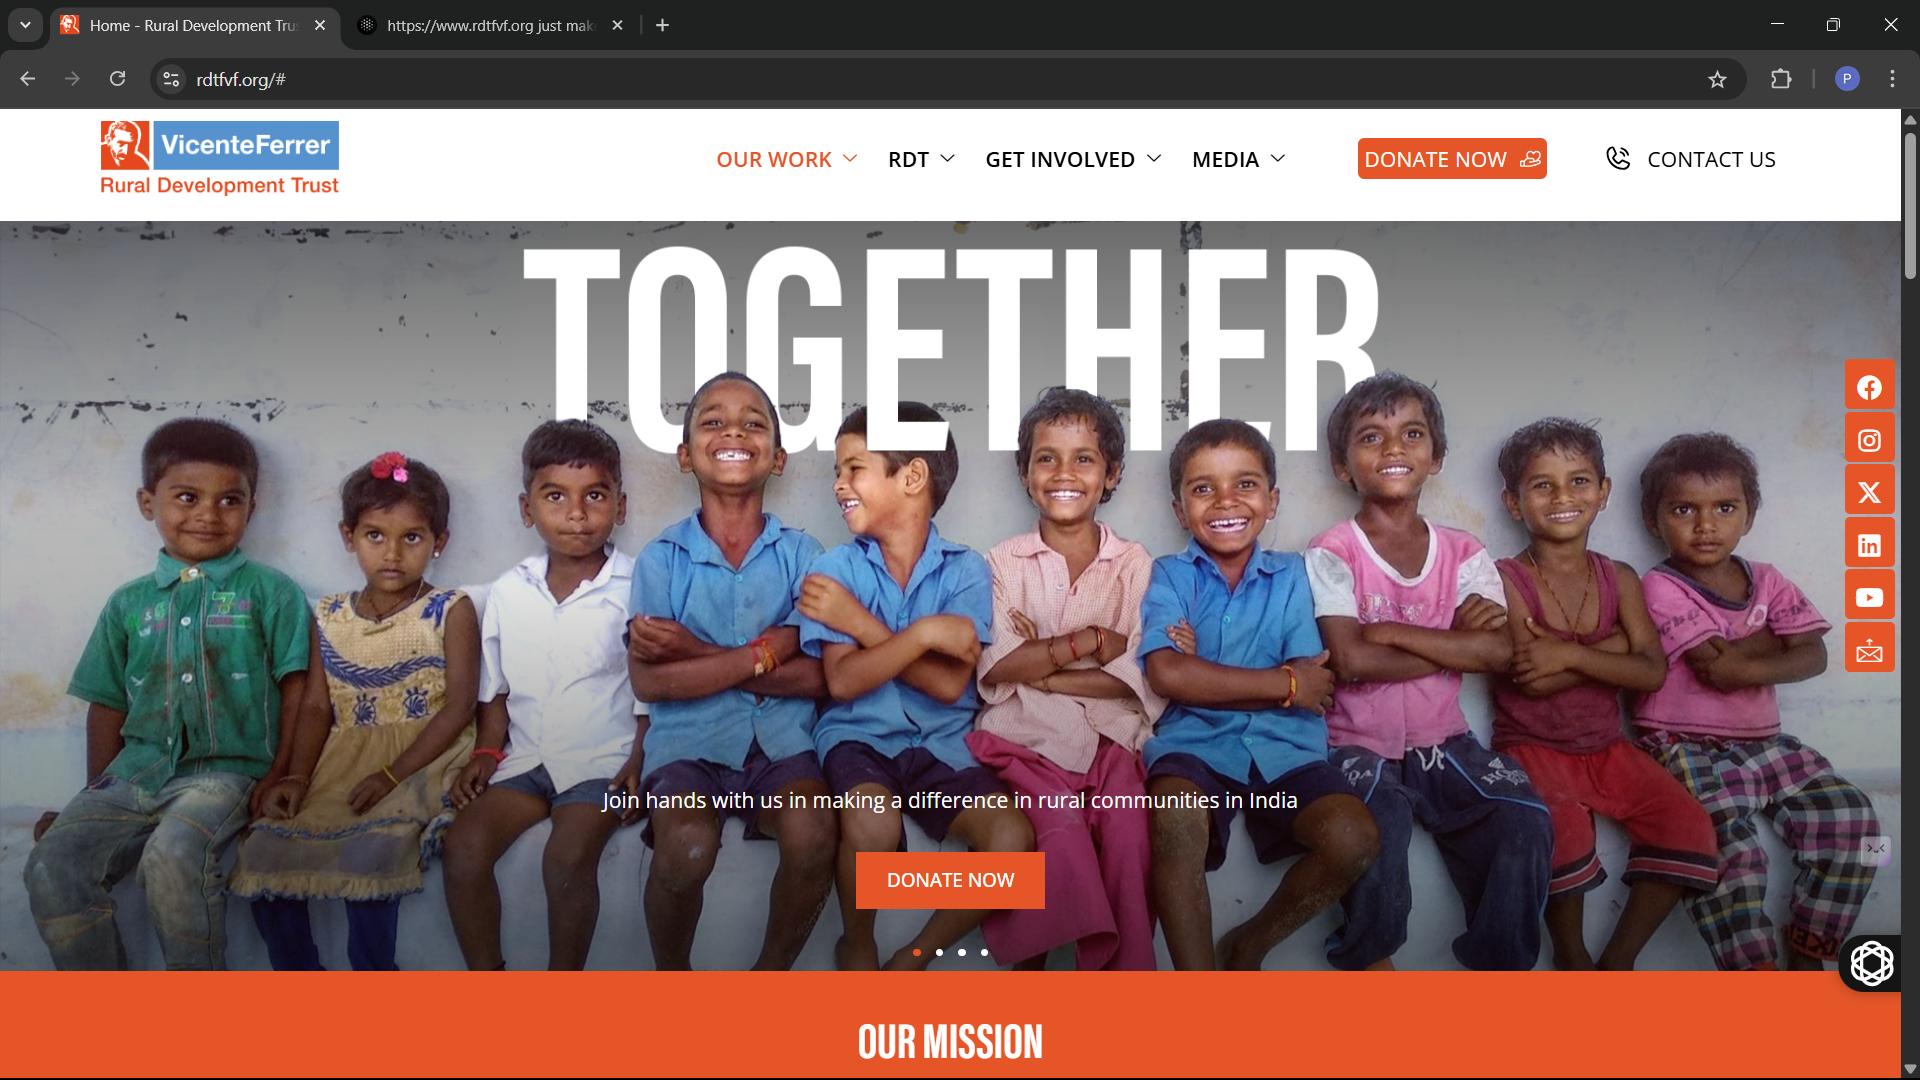 Home - Rural Development Tru
https://www.rdtfvf.org just mak
rdtfvf.org/#
P
VicenteFerrer
Rural Development Trust
OUR WORK
RDT
GET INVOLVED
MEDIA
DONATE NOW
CONTACT US
TOGETHER
Join hands with us in making a difference in rural communities in India
DONATE NOW
OUR MISSION